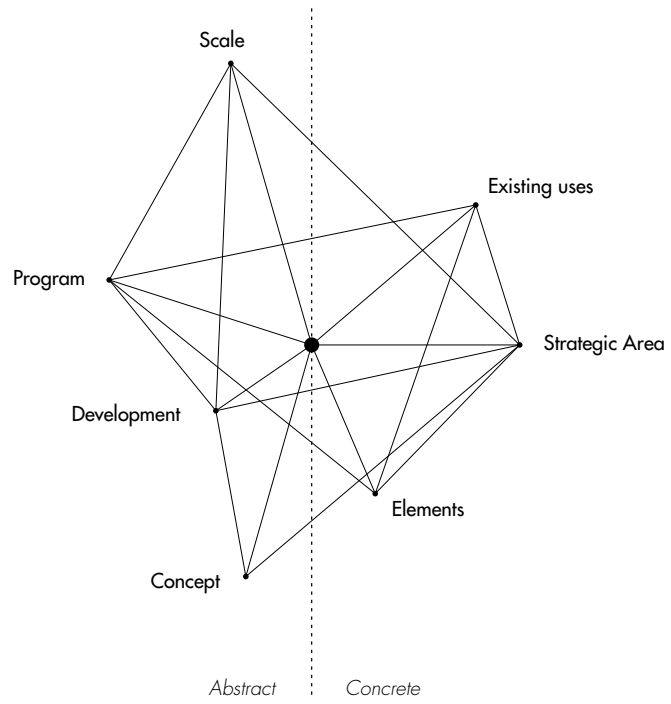 Scale
Existing uses
Program
Strategic Area
Development
Elements
Concept
Abstract
Concrete